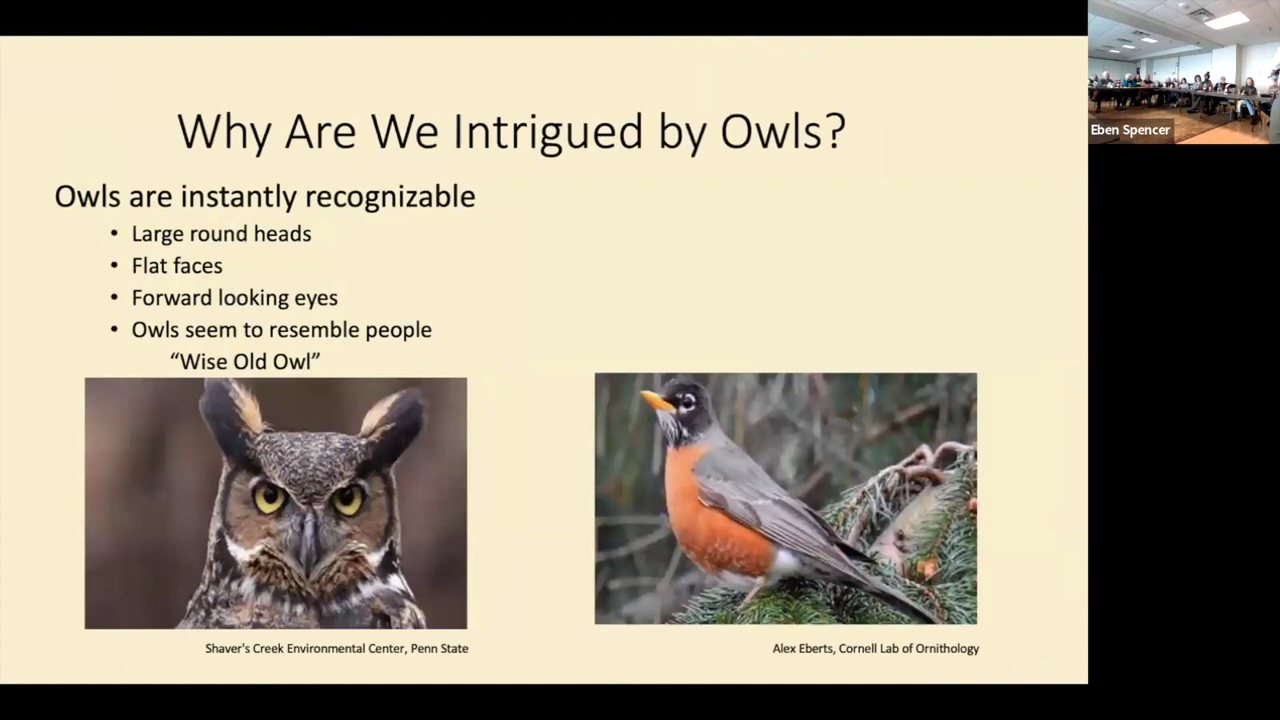 Why Are We Intrigued by Owls?
Owls are instantly recognizable
• Large round heads
• Flat faces
• Forward looking eyes
• Owls seem to resemble people
“Wise Old Owl”
Shaver's Creek Environmental Center, Penn State
Alex Eberts, Cornell Lab of Ornithology
Eben Spencer